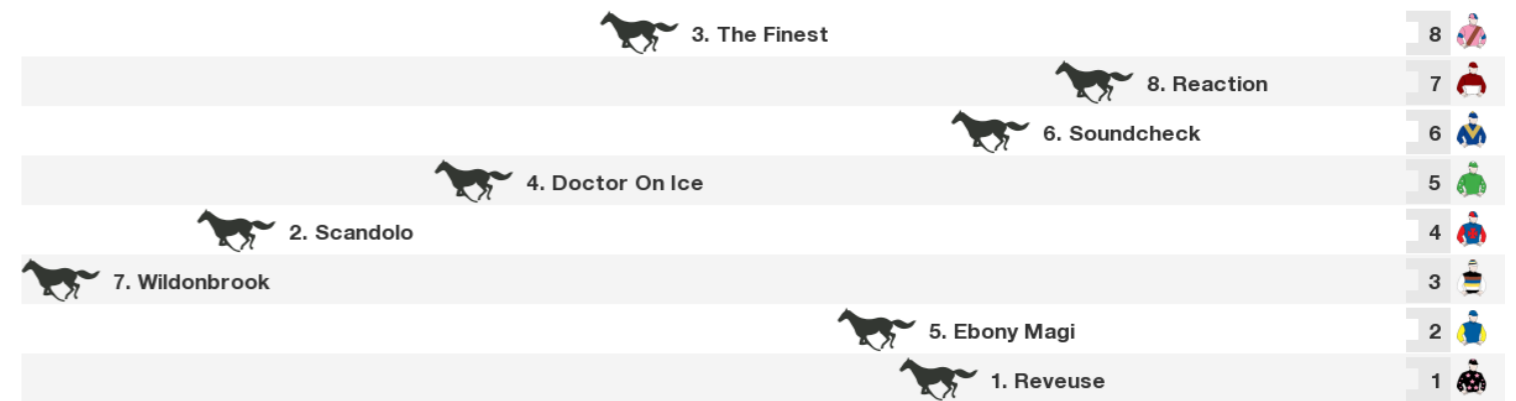 3. The Finest 8
8. Reaction 7
6. Soundcheck 6
4. Doctor On Ice 5
2. Scandolo 4
7. Wildonbrook 3
5. Ebony Magi 2
1. Reveuse 1